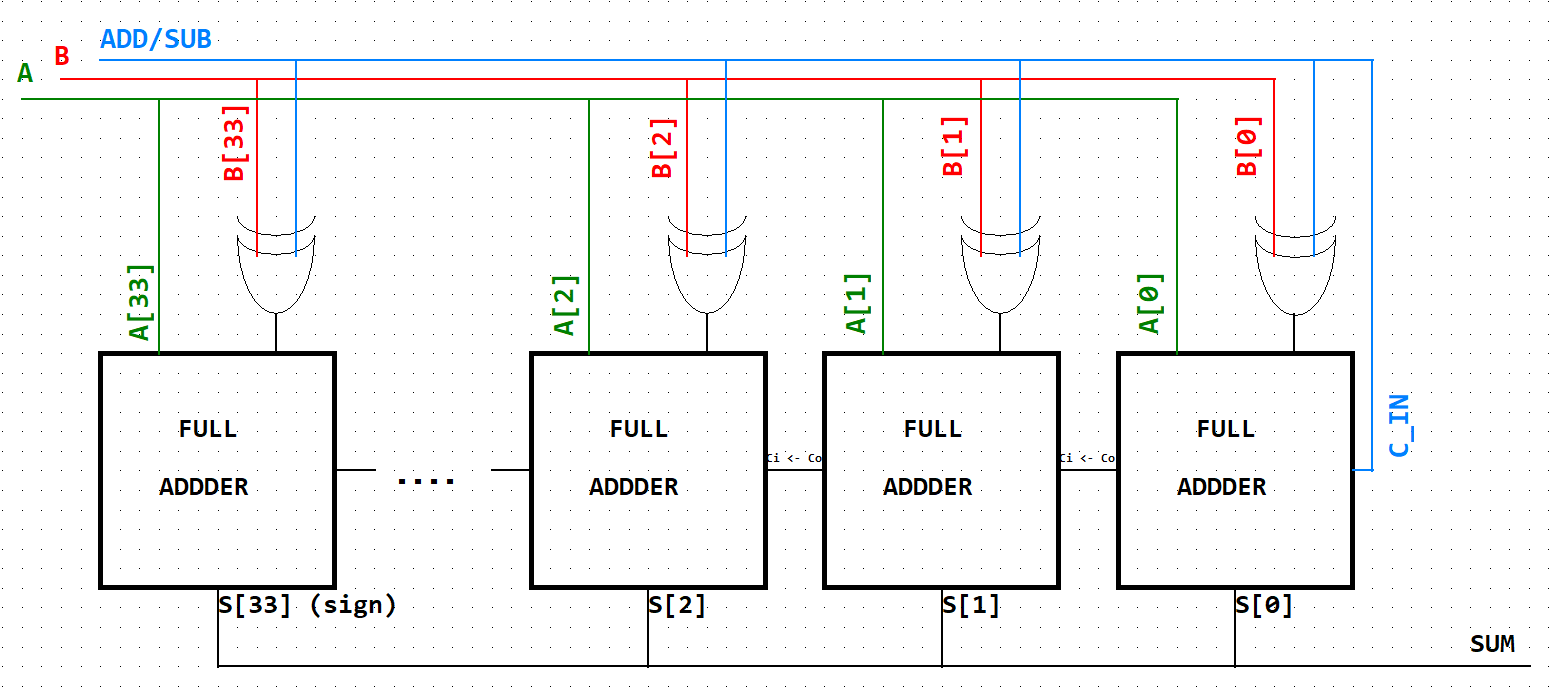 ADD/SUB
B
A
B[33]
B[2]
B[1]
B[0]
A[33]
A[2]
A[1]
A[0]
C_IN
FULL
ADDDER
....
FULL
ADDDER
Ci <- Co
FULL
ADDDER
Ci <- Co
FULL
ADDDER
S[33] (sign)
S[2]
S[1]
S[0]
SUM